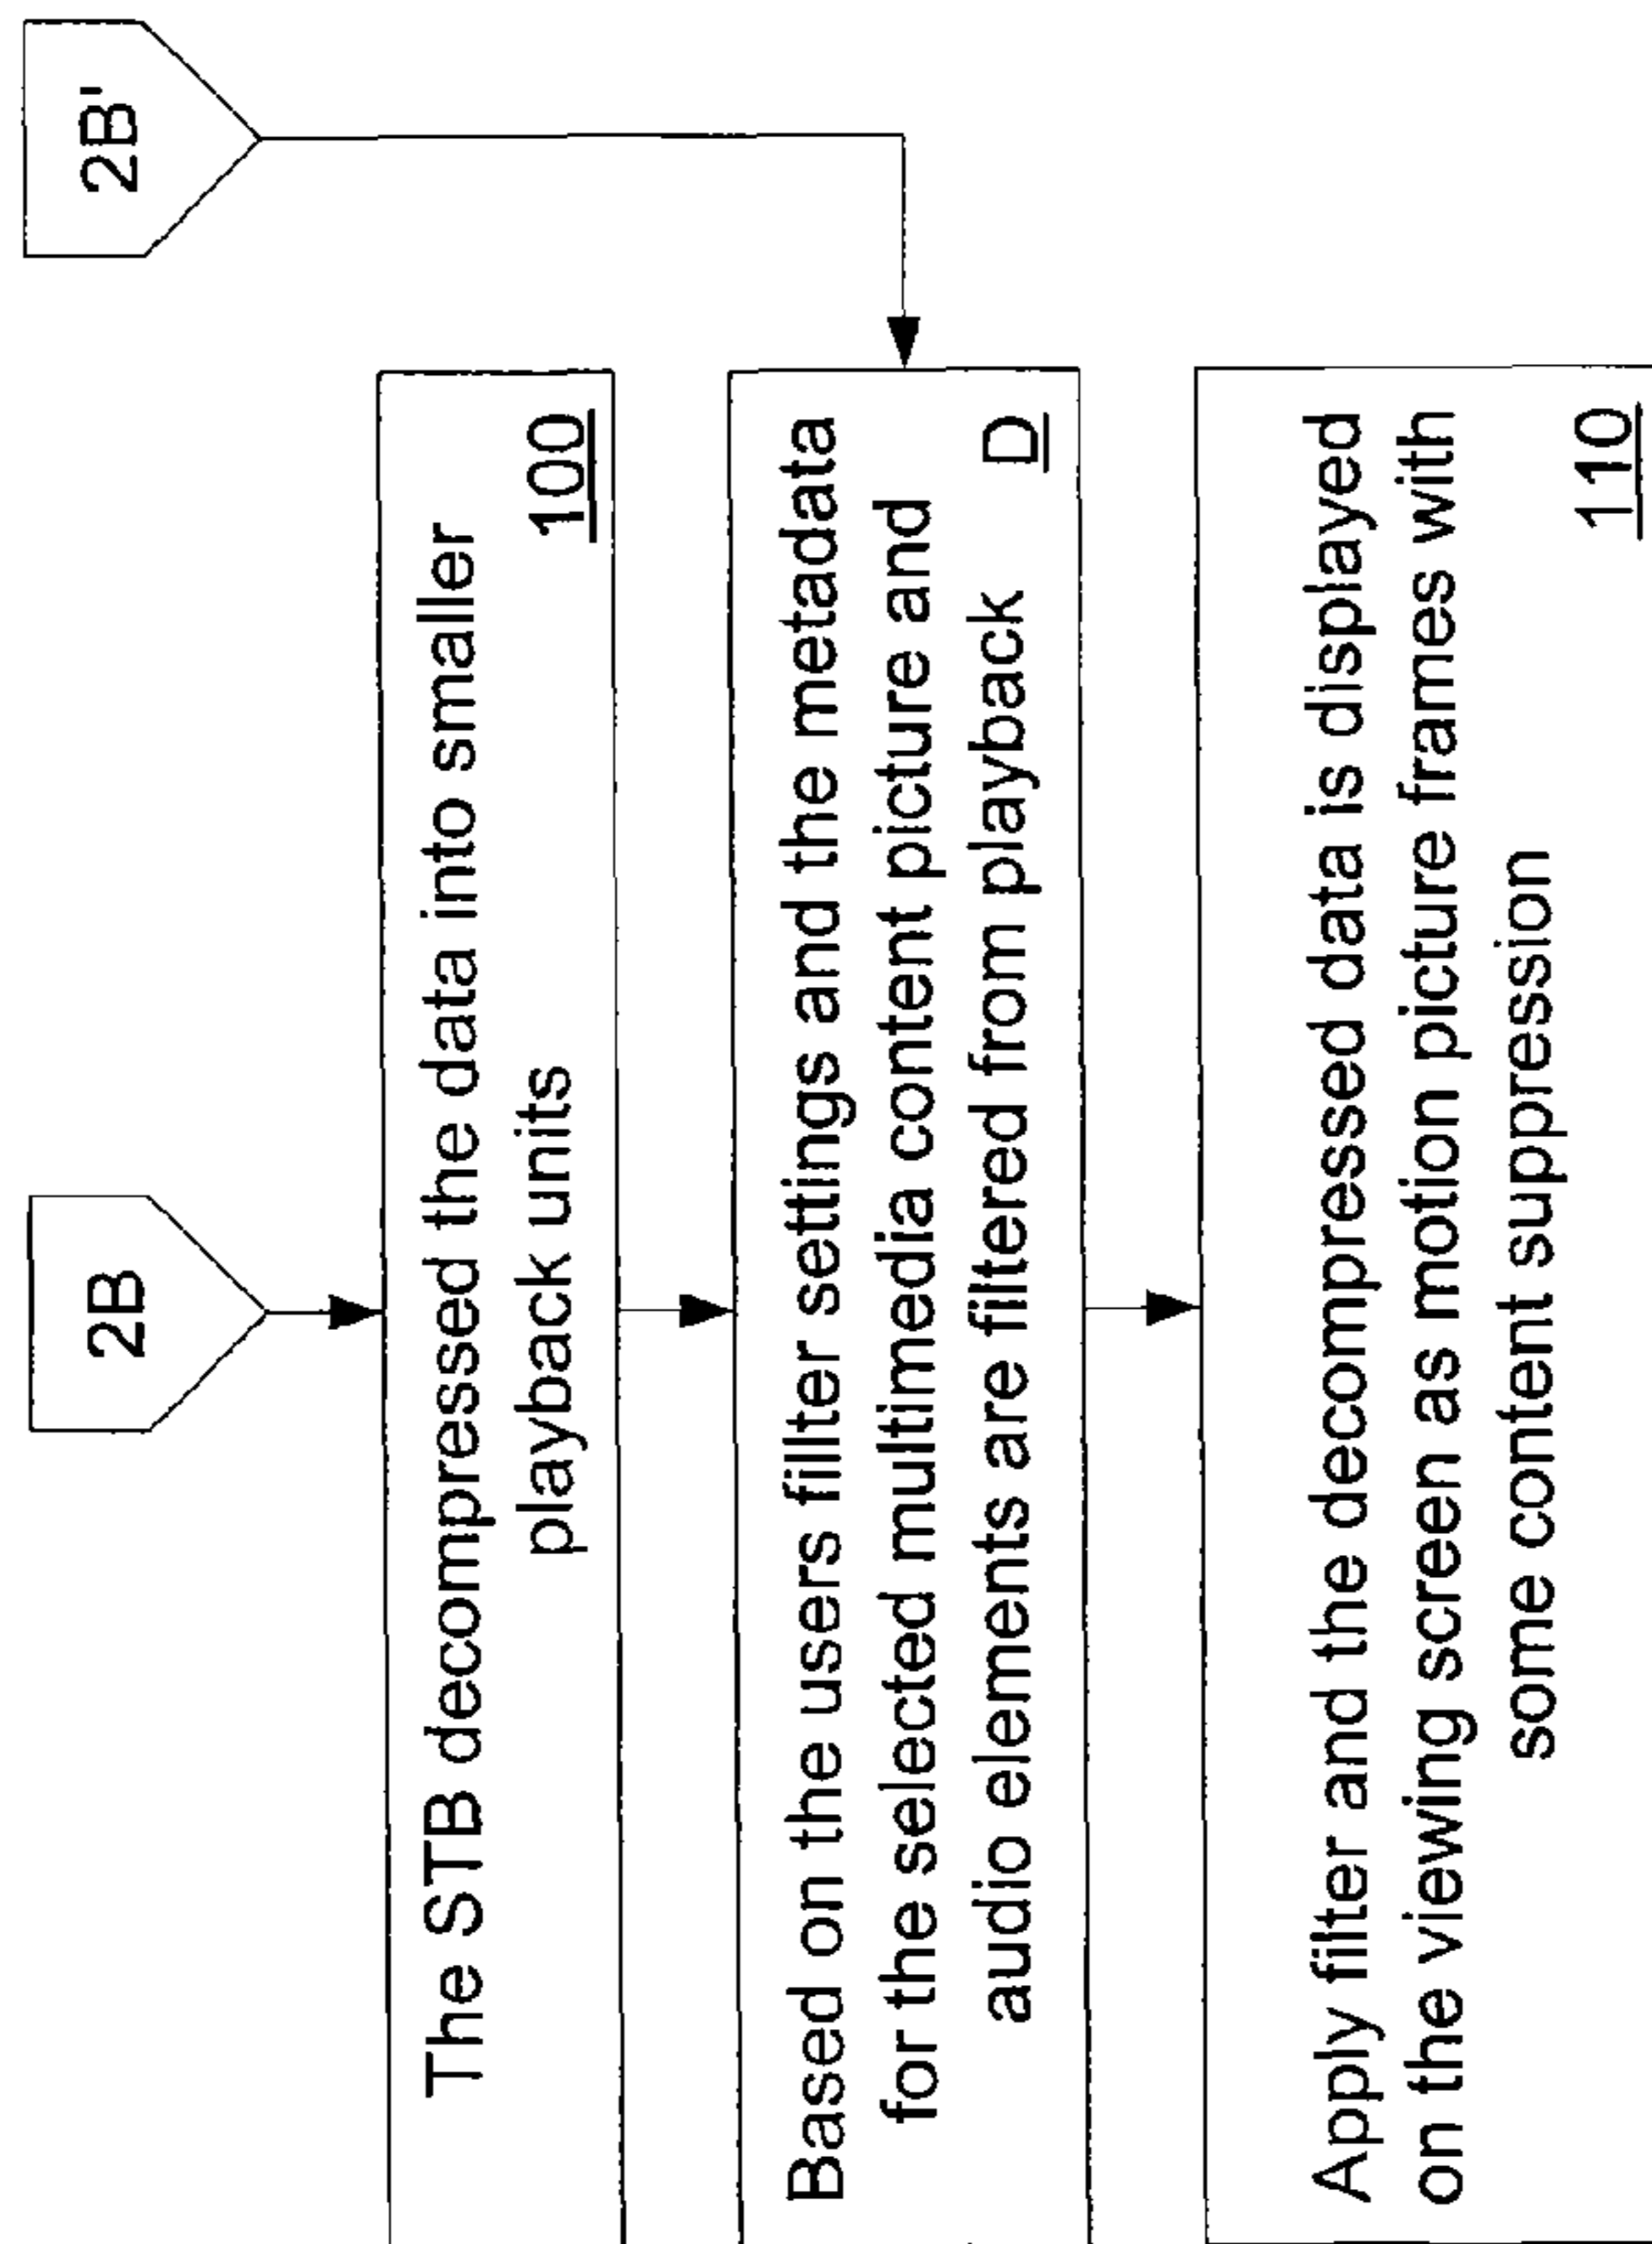 2B
2B'
The STB decompressed the data into smaller
playback units
100
Based on the users fillter settings and the metadata
for the selected multimedia content picture and
audio elements are filtered from playback
D
Apply filter and the decompressed data is displayed
on the viewing screen as motion picture frames with
some content suppression
110